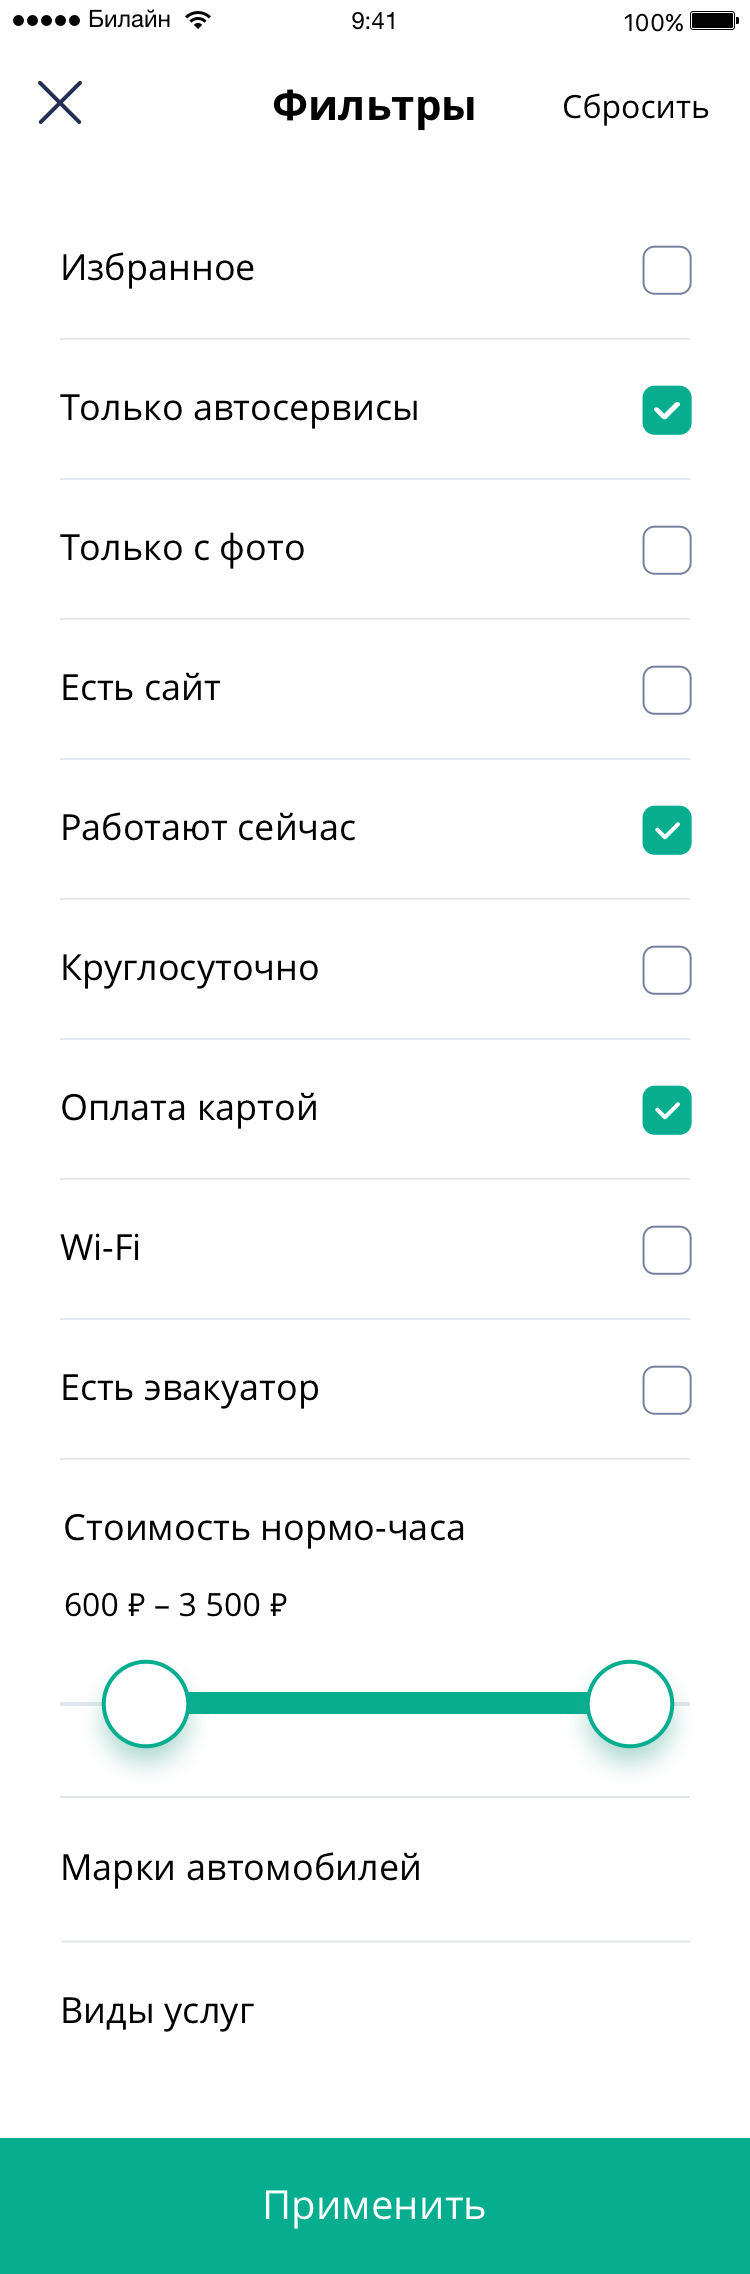 Билайн 9:41 100%
Фильтры Сбросить
Избранное
Только автосервисы
Только с фото
Есть сайт
Работают сейчас
Круглосуточно
Оплата картой
Wi-Fi
Есть эвакуатор
Стоимость нормо-часа
600 ₽ – 3 500 ₽
Марки автомобилей
Виды услуг
Применить